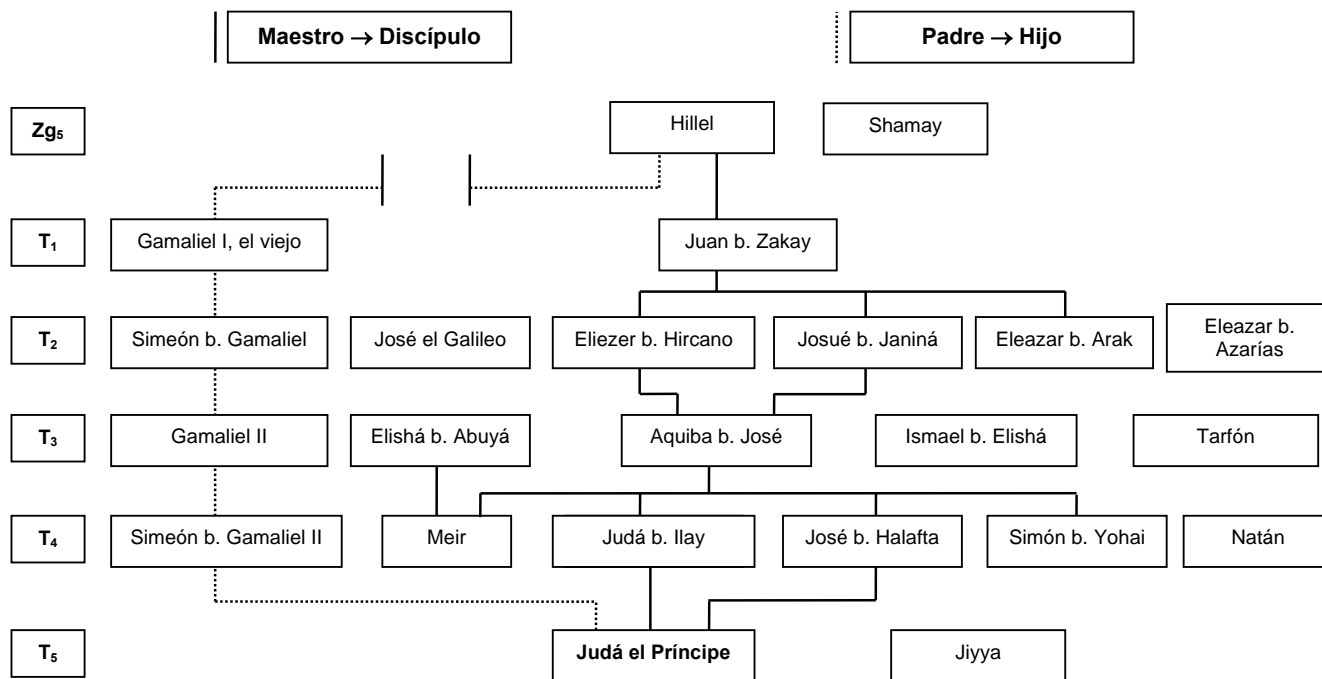 Maestro → Discípulo
Padre → Hijo
Zg₅
Hillel
Shamay
T₁
Gamaliel I, el viejo
Juan b. Zakay
T₂
Simeón b. Gamaliel
José el Galileo
Eliezer b. Hircano
Josué b. Janiná
Eleazar b. Arak
Eleazar b.
Azarías
T₃
Gamaliel II
Elishá b. Abuyá
Aquiba b. José
Ismael b. Elishá
Tarfón
T₄
Simeón b. Gamaliel II
Meir
Judá b. Ilay
José b. Halafta
Simón b. Yohai
Natán
T₅
Judá el Príncipe
Jiyya